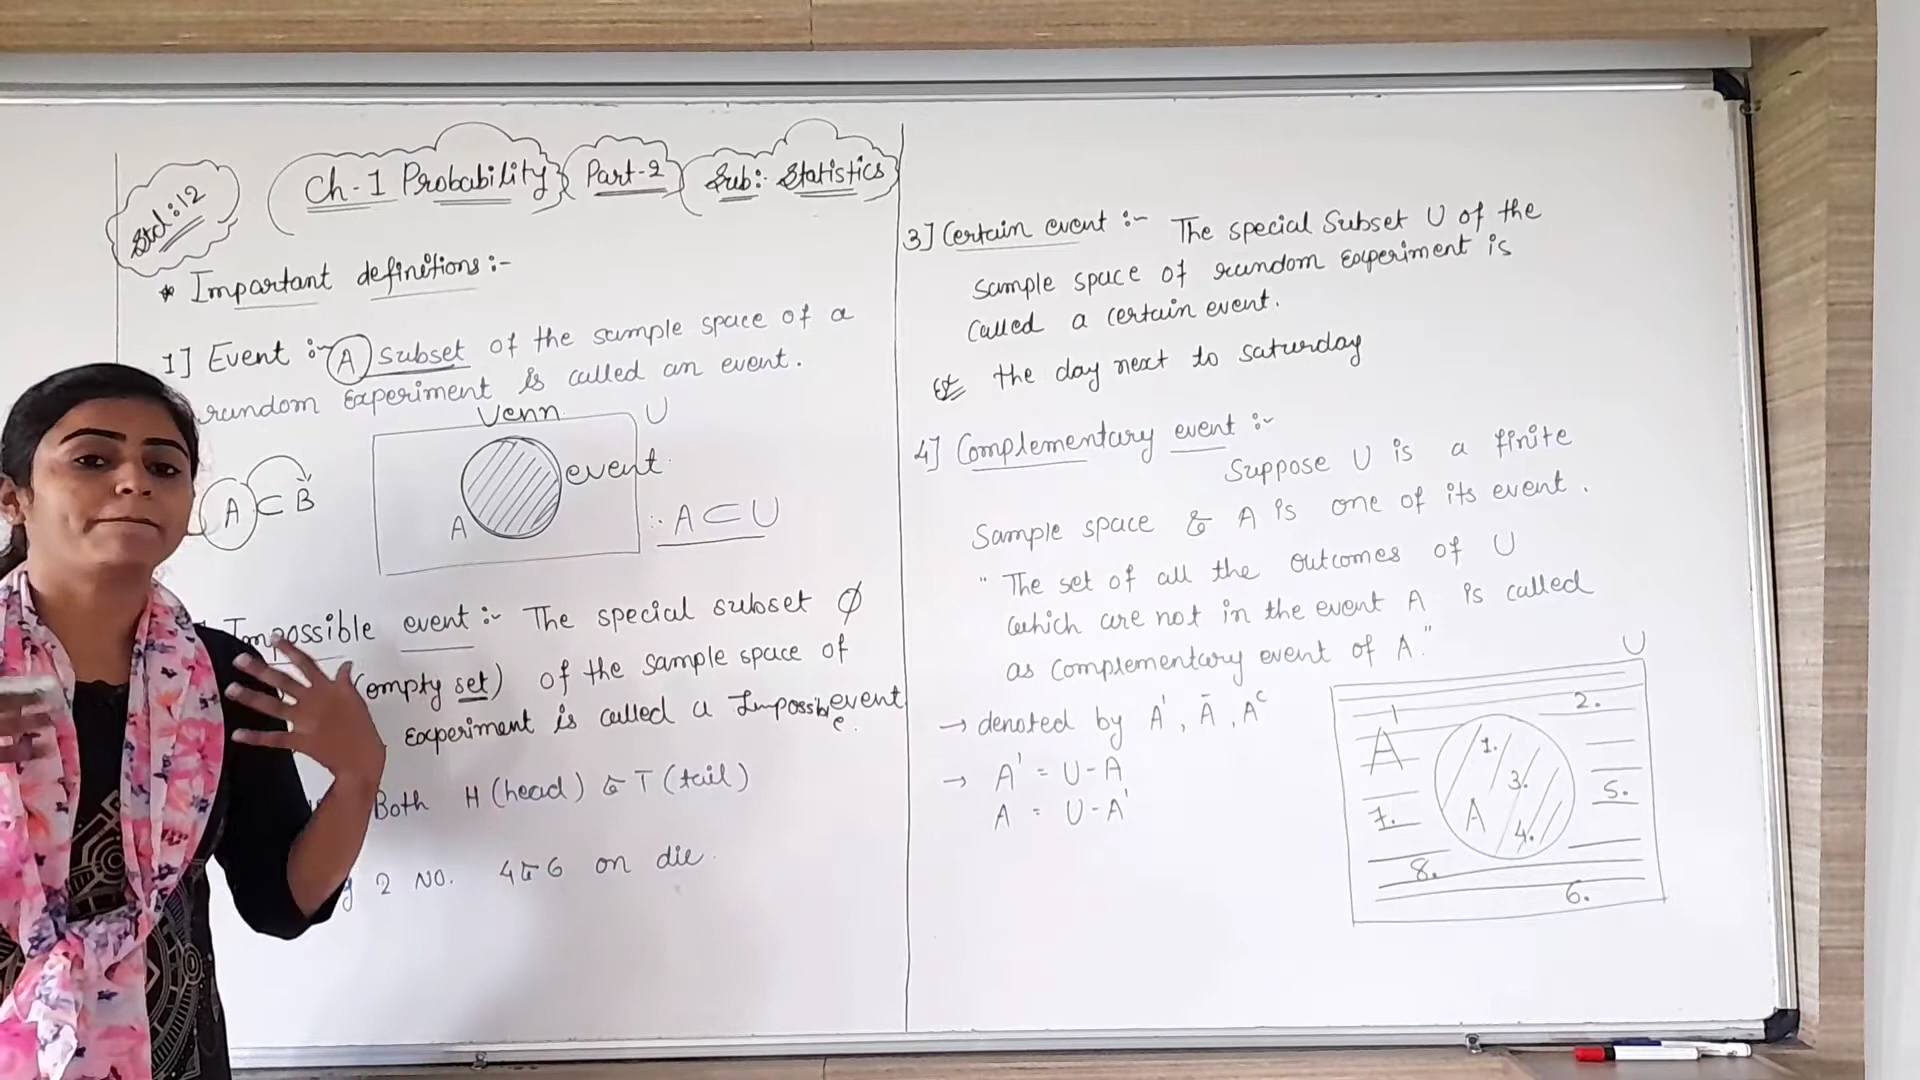 Std:12
Ch-1 Probability Part-2 Sub:- Statistics
* Important definitions :-
1] Event :- A subset of the sample space of a
random Experiment is called an event.
Venn
U
event.
A
A ⊂ B
∴ A ⊂ U
Impossible event :- The special subset ∅
(empty set) of the sample space of
Experiment is called a Impossible event.
Both H (head) & T (tail)
2 No. 4 & 6 on die.
3] Certain event :- The special Subset U of the
Sample space of random Experiment is
Called a certain event.
Ex the day next to saturday
4] Complementary event :-
Suppose U is a finite
Sample space & A is one of its event.
" The set of all the outcomes of U
which are not in the event A is called
as complementary event of A."
→ denoted by A', Ā, Aᶜ
→ A' = U - A
A = U - A'
U
A'
2.
1.
3.
5.
7.
A
4.
8.
6.